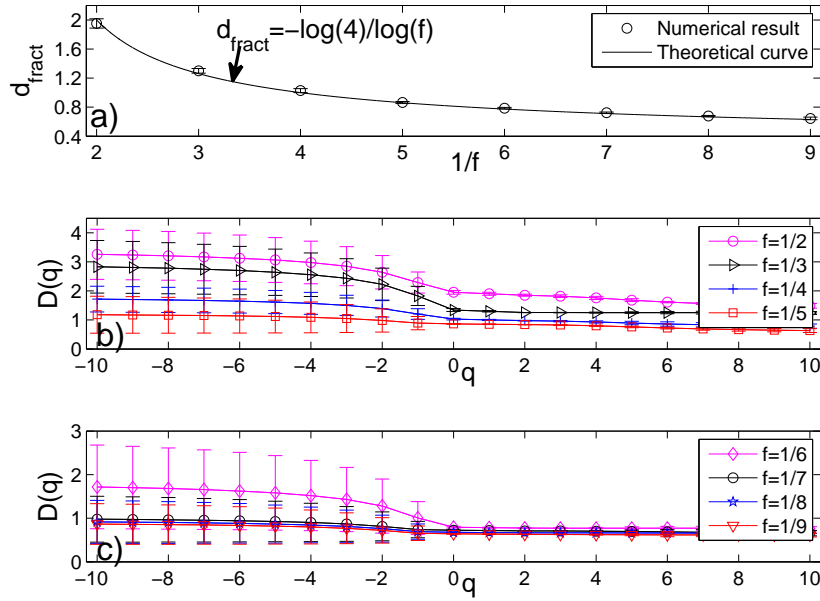 2
1.6
1.2
0.8
0.4
d_fract
d_fract=−log(4)/log(f)
Numerical result
Theoretical curve
a)
2 3 4 5 6 7 8 9
1/f
4
3
2
1
0
D(q)
f=1/2
f=1/3
f=1/4
f=1/5
b)
−10 −8 −6 −4 −2 0 2 4 6 8 10
q
3
2
1
0
D(q)
f=1/6
f=1/7
f=1/8
f=1/9
c)
−10 −8 −6 −4 −2 0 2 4 6 8 10
q